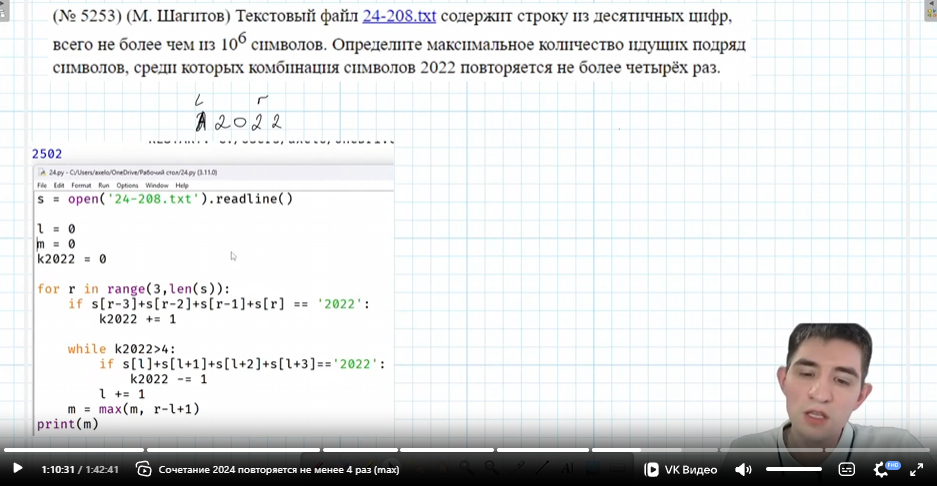 (№ 5253) (М. Шагитов) Текстовый файл 24-208.txt содержит строку из десятичных цифр,
всего не более чем из 10⁶ символов. Определите максимальное количество идущих подряд
символов, среди которых комбинация символов 2022 повторяется не более четырёх раз.
l r
2022
2502
24.py - C:/Users/axelo/OneDrive/Рабочий стол/24.py (3.11.0)
File Edit Format Run Options Window Help
s = open('24-208.txt').readline()
l = 0
m = 0
k2022 = 0
for r in range(3,len(s)):
    if s[r-3]+s[r-2]+s[r-1]+s[r] == '2022':
        k2022 += 1
    while k2022>4:
        if s[l]+s[l+1]+s[l+2]+s[l+3]=='2022':
            k2022 -= 1
        l += 1
    m = max(m, r-l+1)
print(m)
1:10:31 / 1:42:41 Сочетание 2024 повторяется не менее 4 раз (max) VK Видео FHD